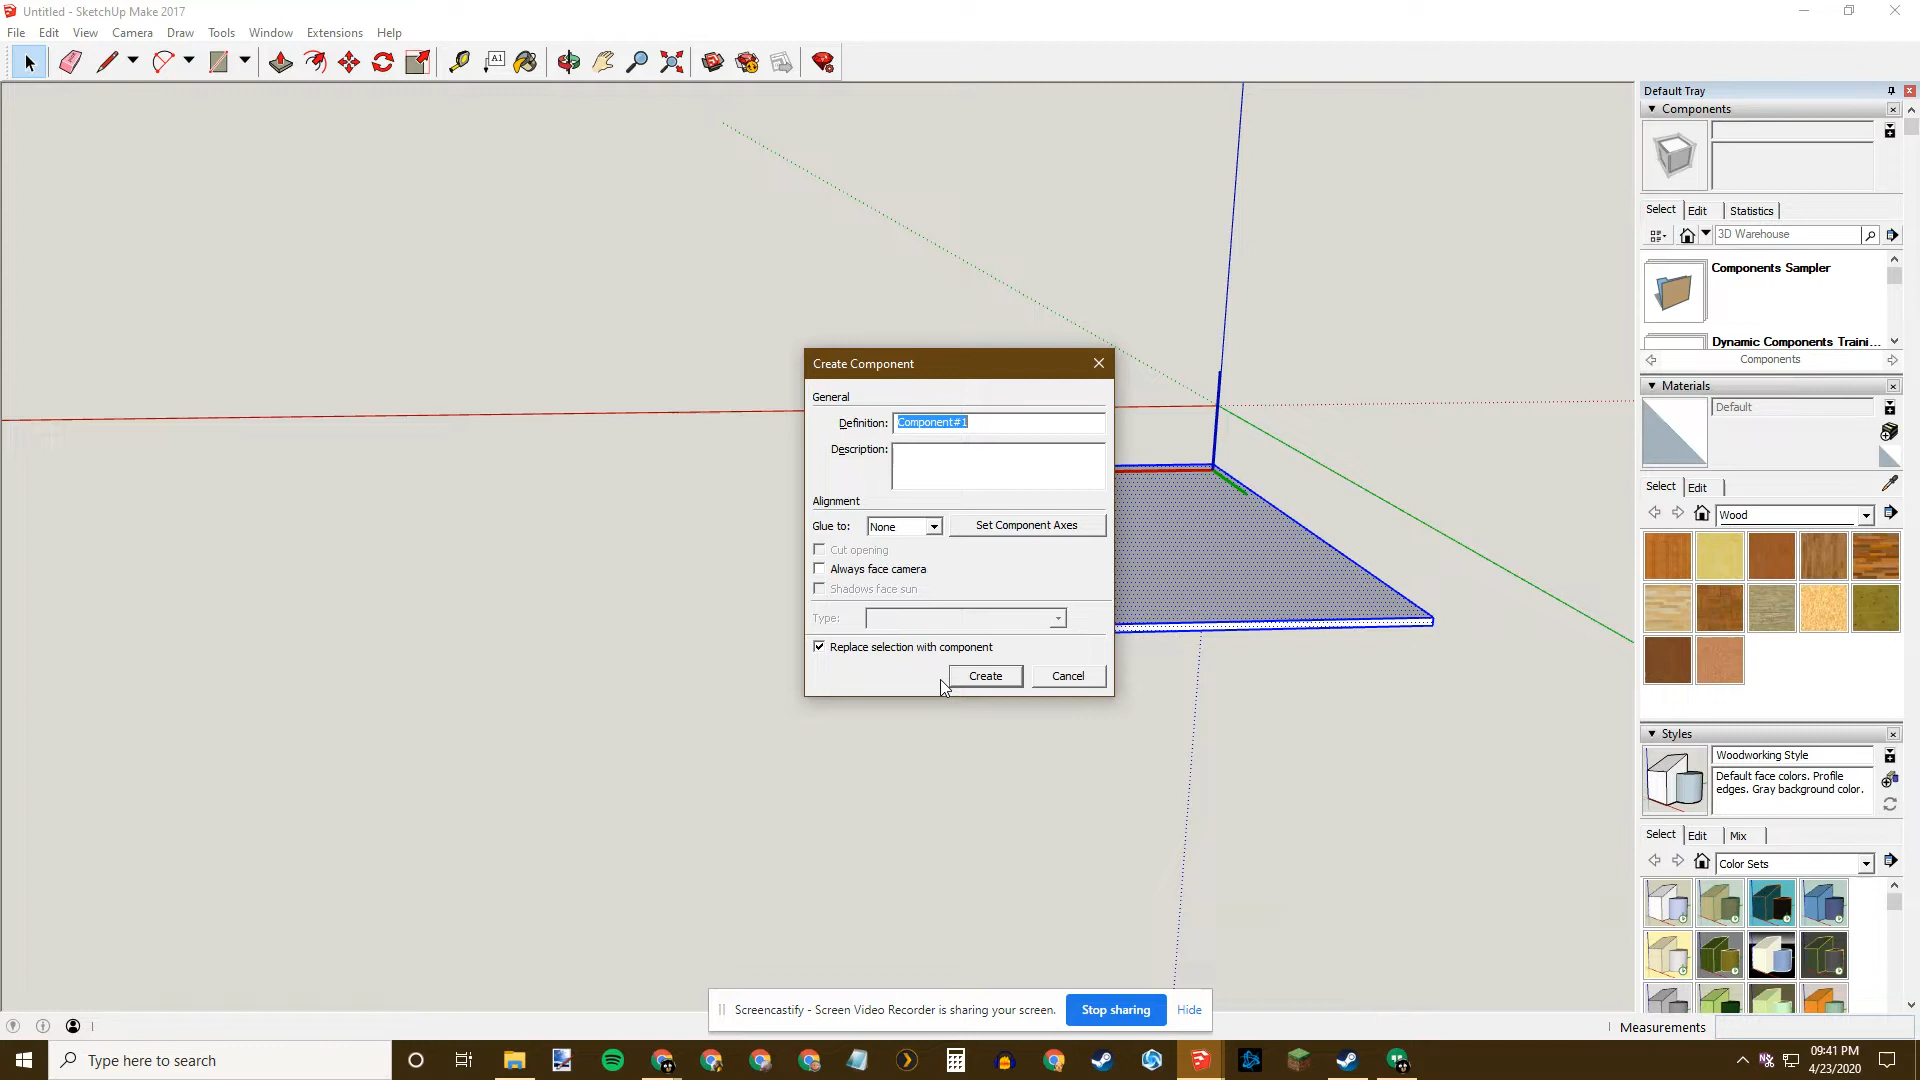 Untitled - SketchUp Make 2017
File Edit View Camera Draw Tools Window Extensions Help
A1
Default Tray
Components
Select Edit Statistics
3D Warehouse
Components Sampler
Dynamic Components Traini...
Components
Materials
Default
Select Edit
Wood
Styles
Woodworking Style
Default face colors. Profile
edges. Gray background color.
Select Edit Mix
Color Sets
Create Component
General
Definition: Component#1
Description:
Alignment
Glue to: None Set Component Axes
Cut opening
Always face camera
Shadows face sun
Type:
Replace selection with component
Create Cancel
Screencastify - Screen Video Recorder is sharing your screen. Stop sharing Hide
Measurements
Type here to search
09:41 PM
4/23/2020